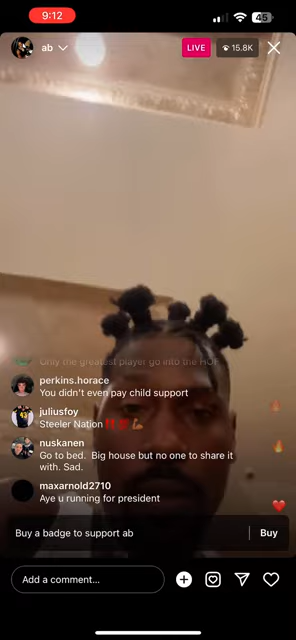 9:12
45
ab
LIVE
15.8K
Only the greatest player go into the HOF
perkins.horace
You didn't even pay child support
juliusfoy
Steeler Nation ‼️💯💪🏾
nuskanen
Go to bed. Big house but no one to share it
with. Sad.
maxarnold2710
Aye u running for president
Buy a badge to support ab
Buy
Add a comment...